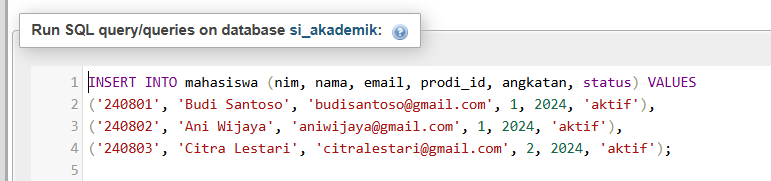 Run SQL query/queries on database si_akademik:
1 INSERT INTO mahasiswa (nim, nama, email, prodi_id, angkatan, status) VALUES
2 ('240801', 'Budi Santoso', 'budisantoso@gmail.com', 1, 2024, 'aktif'),
3 ('240802', 'Ani Wijaya', 'aniwijaya@gmail.com', 1, 2024, 'aktif'),
4 ('240803', 'Citra Lestari', 'citralestari@gmail.com', 2, 2024, 'aktif');
5